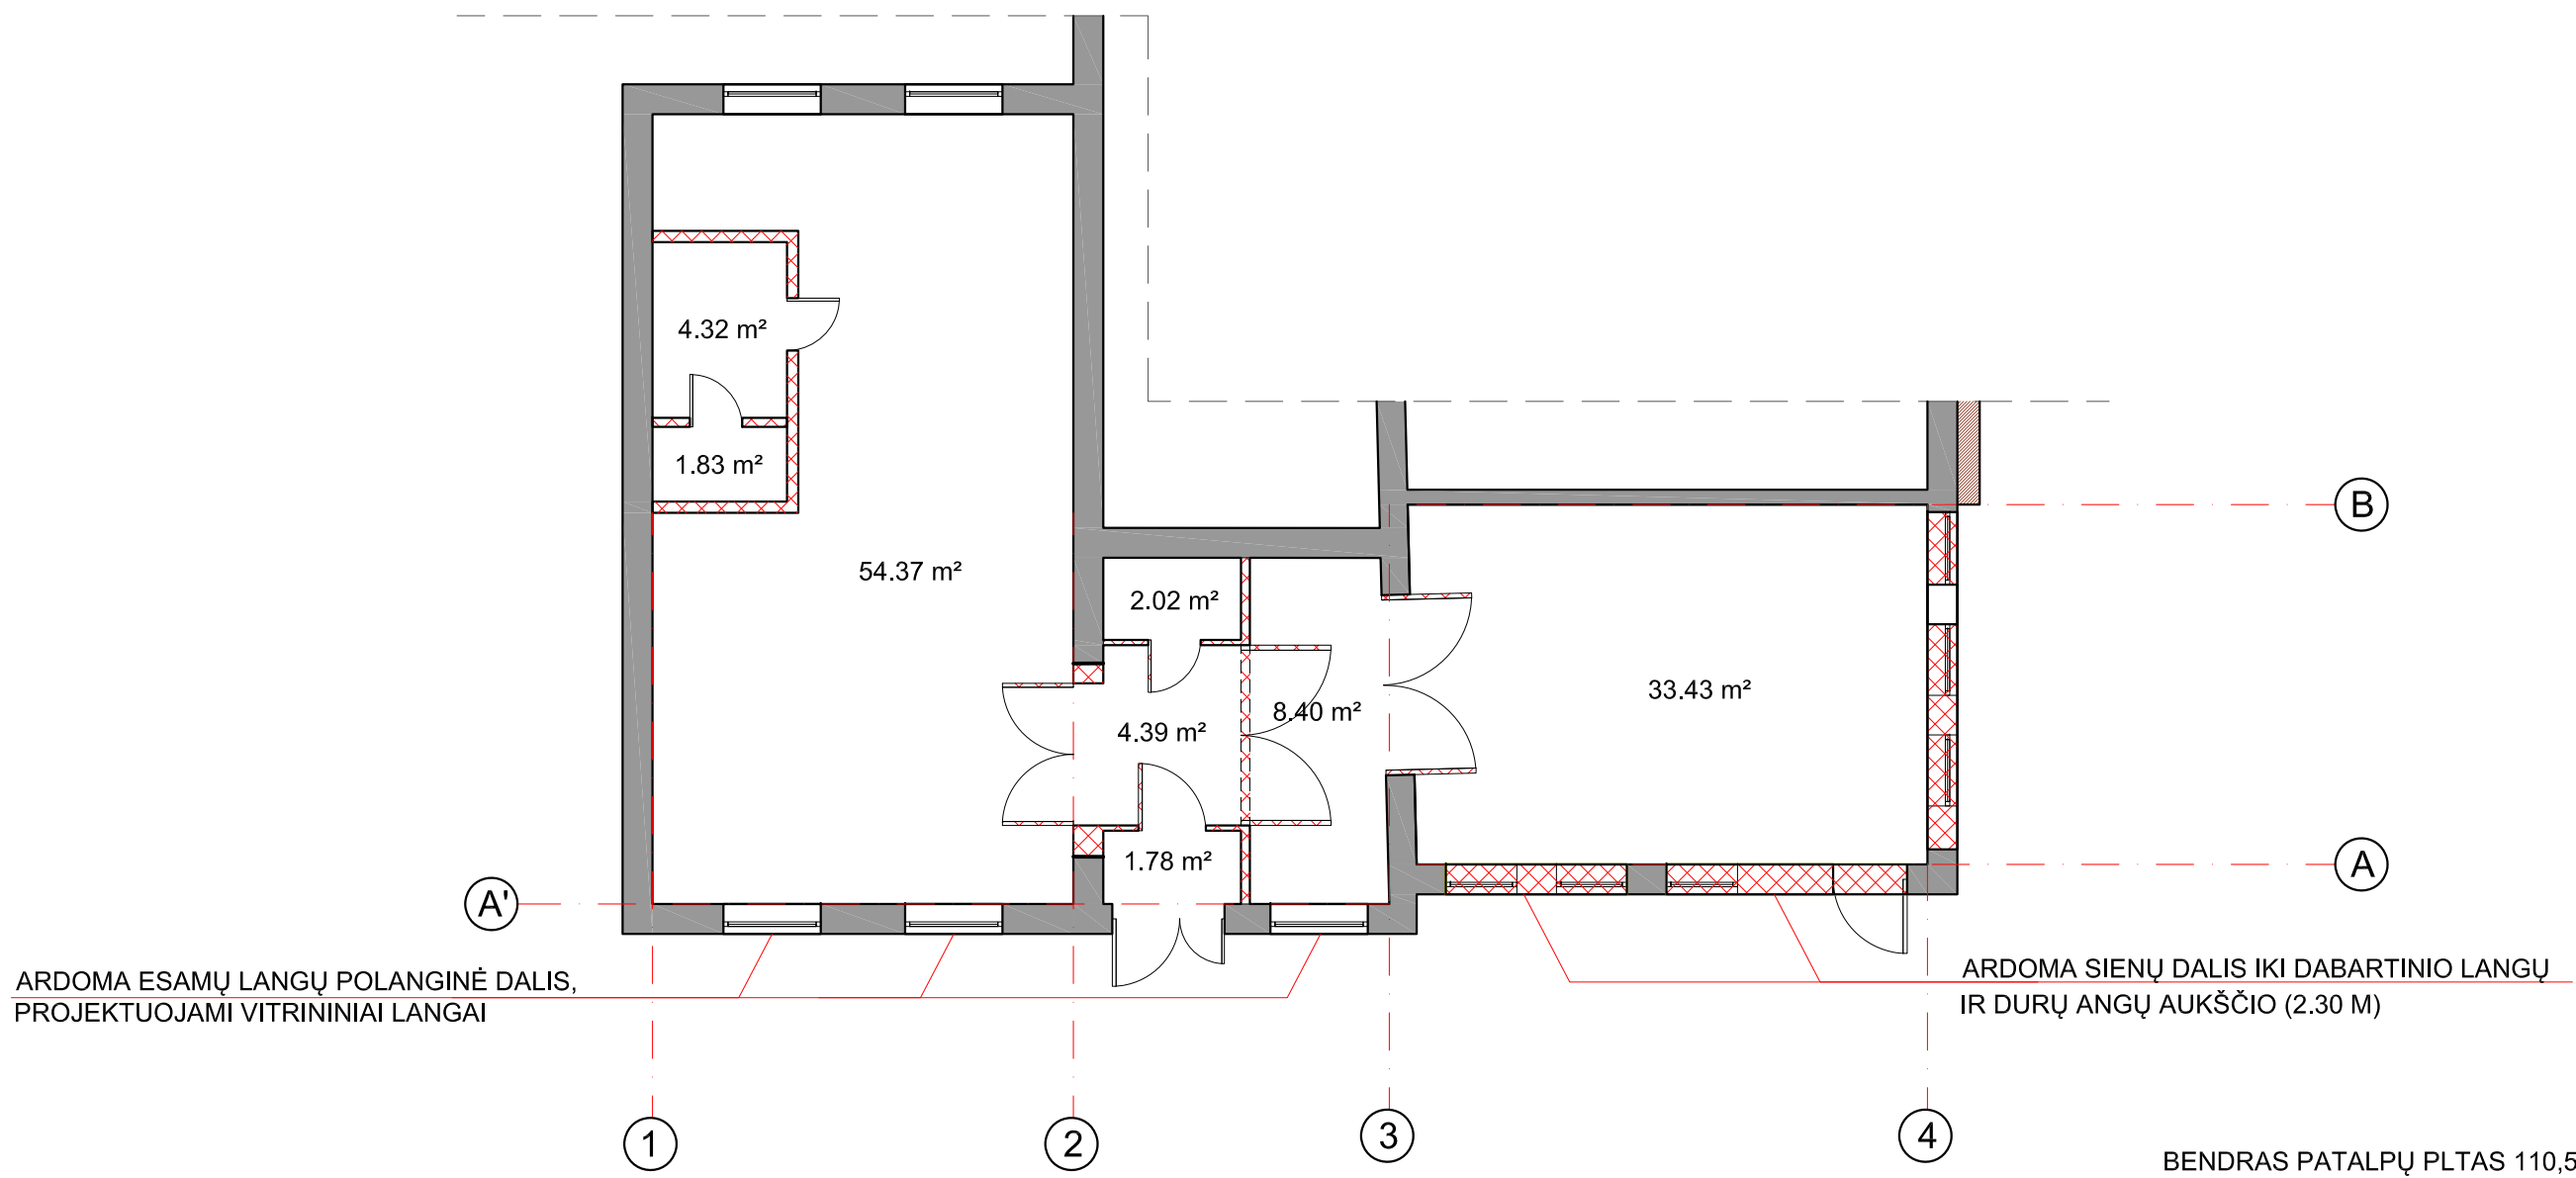 4.32 m²
1.83 m²
B
54.37 m²
2.02 m²
33.43 m²
8.40 m²
4.39 m²
1.78 m²
A
A'
ARDOMA ESAMŲ LANGŲ POLANGINĖ DALIS,
PROJEKTUOJAMI VITRININIAI LANGAI
ARDOMA SIENŲ DALIS IKI DABARTINIO LANGŲ
IR DURŲ ANGŲ AUKŠČIO (2.30 M)
1
2
3
4
BENDRAS PATALPŲ PLTAS 110,5